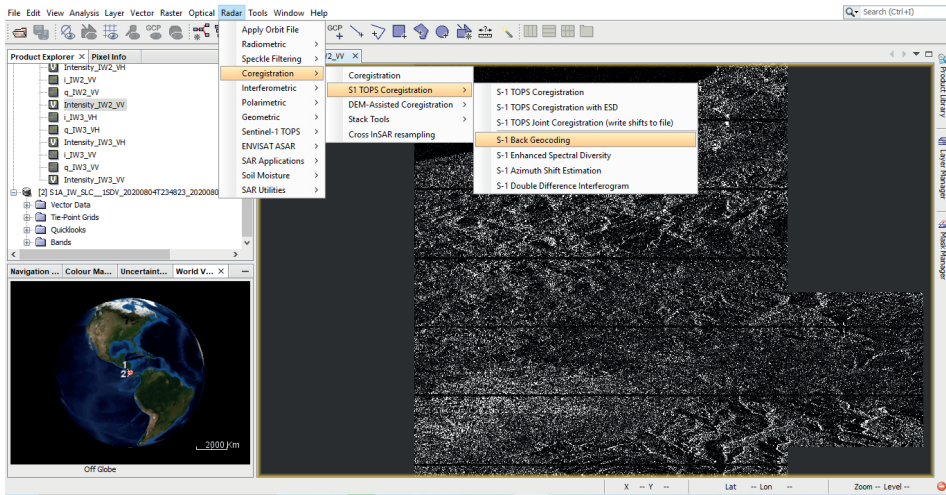 File Edit View Analysis Layer Vector Raster Optical Radar Tools Window Help
Search (Ctrl+I)
GCP
GCP
Product Explorer × Pixel Info
2_VV ×
Intensity_IW2_VH
i_IW2_VV
q_IW2_VV
Intensity_IW2_VV
i_IW3_VH
q_IW3_VH
Intensity_IW3_VH
i_IW3_VV
q_IW3_VV
Intensity_IW3_VV
[2] S1A_IW_SLC__1SDV_20200804T234823_2020080
Vector Data
Tie-Point Grids
Quicklooks
Bands
Apply Orbit File
Radiometric >
Speckle Filtering >
Coregistration >
Interferometric >
Polarimetric >
Geometric >
Sentinel-1 TOPS >
ENVISAT ASAR >
SAR Applications >
Soil Moisture >
SAR Utilities >
Coregistration
S1 TOPS Coregistration >
DEM-Assisted Coregistration >
Stack Tools >
Cross InSAR resampling
S-1 TOPS Coregistration
S-1 TOPS Coregistration with ESD
S-1 TOPS Joint Coregistration (write shifts to file)
S-1 Back Geocoding
S-1 Enhanced Spectral Diversity
S-1 Azimuth Shift Estimation
S-1 Double Difference Interferogram
Product Library
Layer Manager
Mask Manager
Navigation ... Colour Ma... Uncertaint... World V... ×
1
2
2000 Km
Off Globe
X -- Y -- Lat -- Lon -- Zoom -- Level --